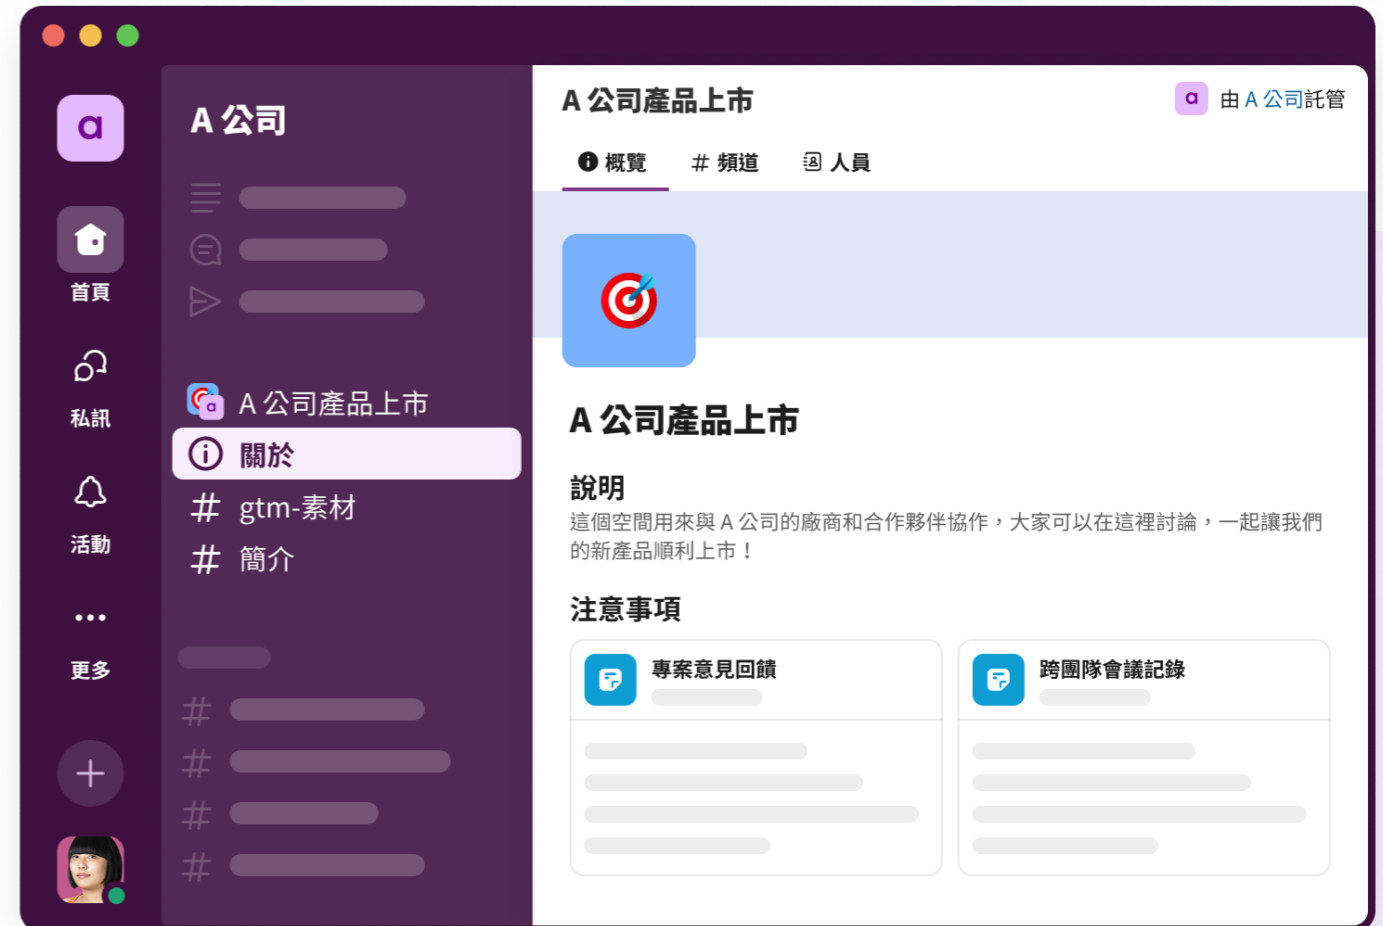 a
首頁
私訊
活動
更多
A 公司
A 公司產品上市
關於
# gtm-素材
# 簡介
A 公司產品上市
a 由 A 公司託管
概覽
# 頻道
人員
A 公司產品上市
說明
這個空間用來與 A 公司的廠商和合作夥伴協作，大家可以在這裡討論，一起讓我們
的新產品順利上市！
注意事項
專案意見回饋
跨團隊會議記錄